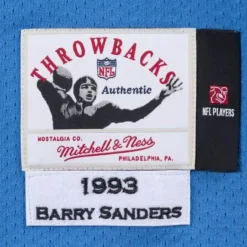 THROWBACKS
NFL
Authentic
NFL PLAYERS
NOSTALGIA CO.
Mitchell & Ness
PHILADELPHIA, PA.
1993
BARRY SANDERS